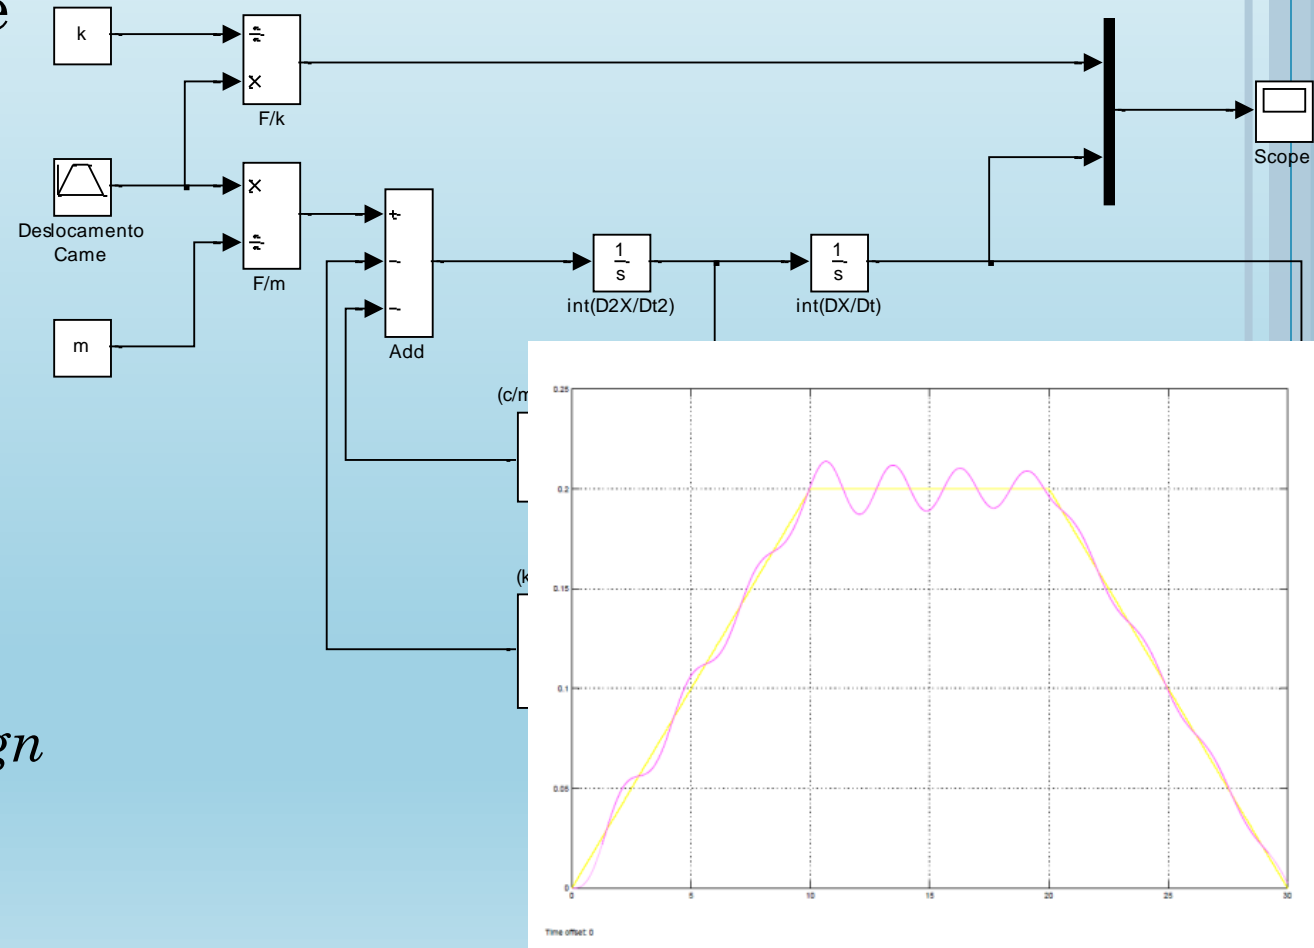 e
k
÷
×
F/k
Scope
Deslocamento
Came
×
÷
F/m
m
+
−
−
Add
1
s
int(D2X/Dt2)
1
s
int(DX/Dt)
(c/m
(k
gn
0.25
0.2
0.15
0.1
0.05
0
0 5 10 15 20 25 30
Time offset: 0